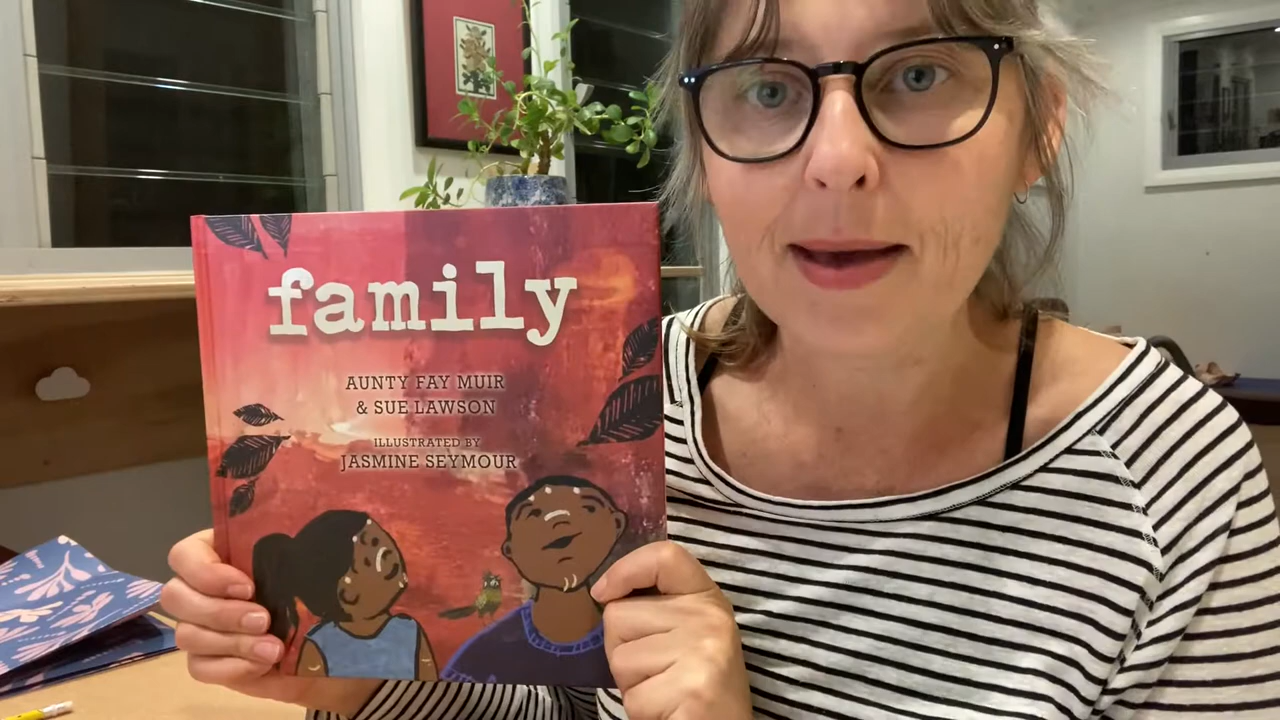 family
AUNTY FAY MUIR
& SUE LAWSON
ILLUSTRATED BY
JASMINE SEYMOUR